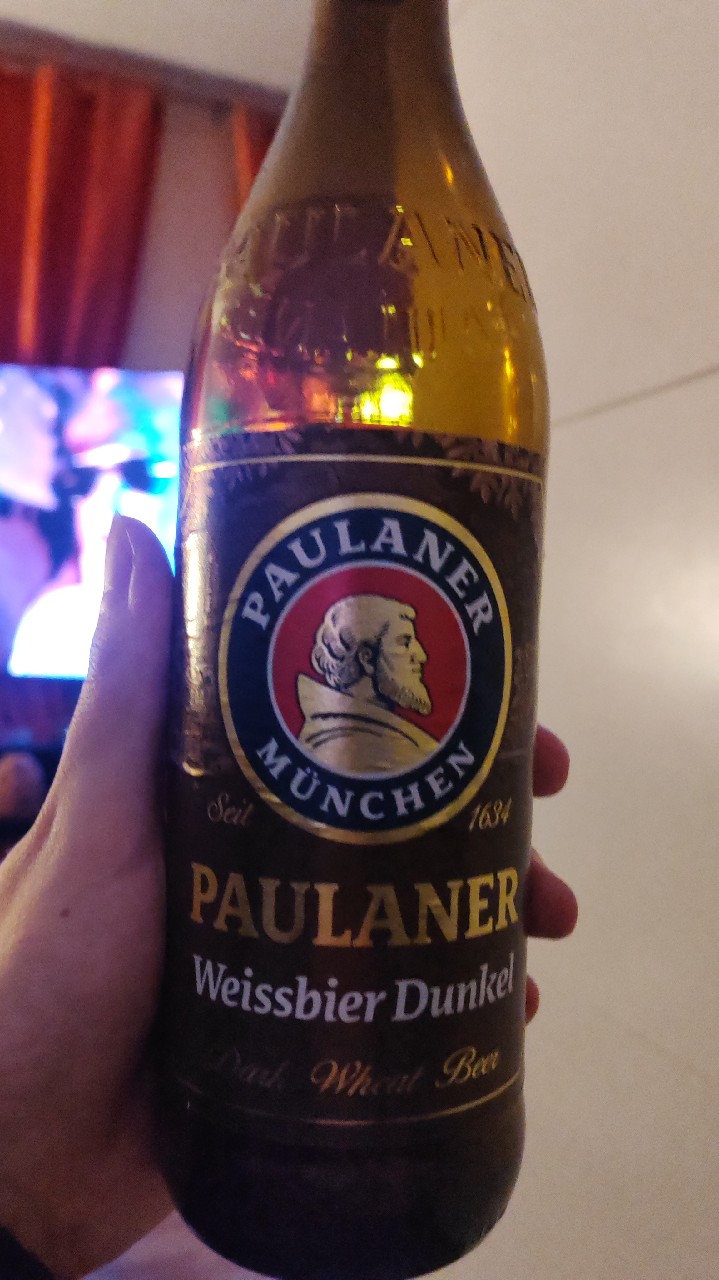 PAULANER
PAULANER
MÜNCHEN
Seit 1634
PAULANER
Weissbier Dunkel
Dark Wheat Beer